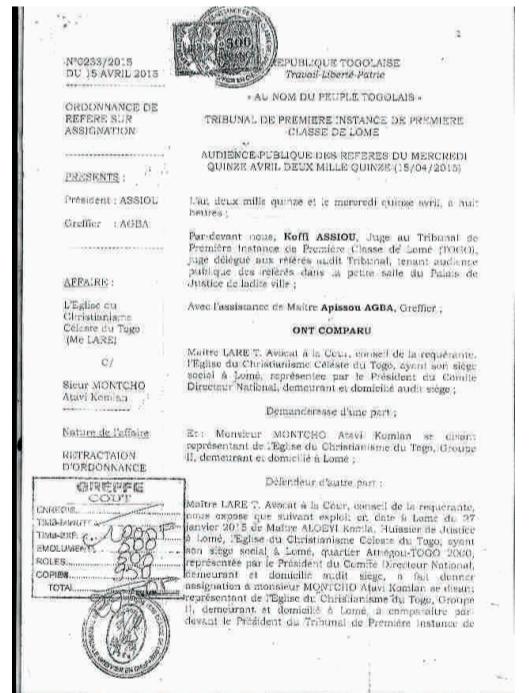 2
N°0233/2015
DU 15 AVRIL 2015
ORDONNANCE DE
REFERE SUR
ASSIGNATION
PRESENTS :
Président : ASSIOU
Greffier : AGBA
AFFAIRE :
L'Eglise du
Christianisme
Céleste du Togo
(Me LARE)
C/
Sieur MONTCHO
Atavi Komlan
Nature de l'affaire
RETRACTAION
D'ORDONNANCE
GREFFE
COUT
EMOLUMENT
ROLES
COPIES
TOTAL
500
REPUBLIQUE TOGOLAISE
Travail-Liberté-Patrie
« AU NOM DU PEUPLE TOGOLAIS »
TRIBUNAL DE PREMIERE INSTANCE DE PREMIERE
CLASSE DE LOME
AUDIENCE PUBLIQUE DES REFERES DU MERCREDI
QUINZE AVRIL DEUX MILLE QUINZE (15/04/2015)
L'an deux mille quinze et le mercredi quinze avril, à huit
heures ;
Par-devant nous, Koffi ASSIOU, Juge au Tribunal de
Première Instance de Première Classe de Lomé (TOGO),
juge délégué aux référés audit Tribunal, tenant audience
publique des référés dans la petite salle du Palais de
Justice de ladite ville ;
Avec l'assistance de Maître Apissou AGBA, Greffier ;
ONT COMPARU
Maître LARE T. Avocat à la Cour, conseil de la requérante,
l'Eglise du Christianisme Céleste du Togo, ayant son siège
social à Lomé, représentée par le Président du Comité
Directeur National, demeurant et domicilié audit siège ;
Demanderesse d'une part ;
Et : Monsieur MONTCHO Atavi Komlan se disant
représentant de l'Eglise du Christianisme du Togo, Groupe
II, demeurant et domicilié à Lomé ;
Défendeur d'autre part ;
Maître LARE T. Avocat à la Cour, conseil de la requérante,
nous expose que suivant exploit en date à Lomé du 27
janvier 2015 de Maître ALOEYI Komla, Huissier de Justice
à Lomé, l'Eglise du Christianisme Céleste du Togo, ayant
son siège social à Lomé, quartier Attiégou-TOGO 2000,
représentée par le Président du Comité Directeur National,
demeurant et domicilié audit siège, a fait donner
assignation à monsieur MONTCHO Atavi Komlan se disant
représentant de l'Eglise du Christianisme du Togo, Groupe
II, demeurant et domicilié à Lomé, à comparaître par
devant le Président du Tribunal de Première Instance de